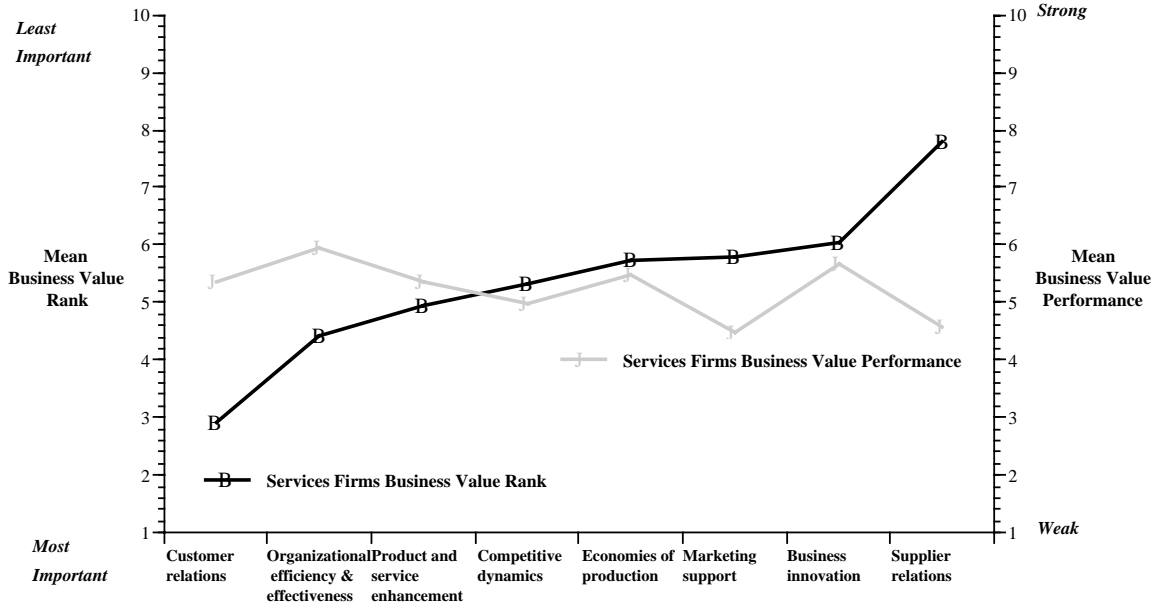 Least
Important
10
9
8
7
6
5
4
3
2
1
Mean
Business Value
Rank
Most
Important
Strong
10
9
8
7
6
5
4
3
2
1
Mean
Business Value
Performance
Weak
B
B
B
B
B
B
B
B
J
J
J
J
J
J
J
J
J Services Firms Business Value Performance
B Services Firms Business Value Rank
Customer
relations
Organizational
efficiency &
effectiveness
Product and
service
enhancement
Competitive
dynamics
Economies of
production
Marketing
support
Business
innovation
Supplier
relations